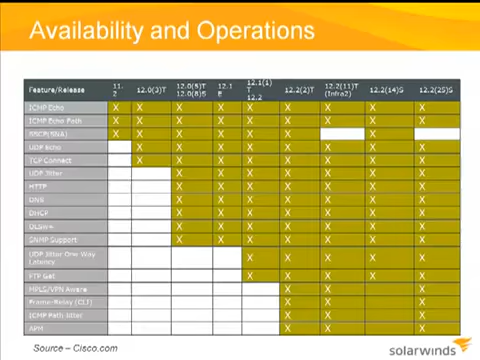 Availability and Operations
Feature/Release 11.2 12.0(3)T 12.0(5)T 12.0(8)S 12.1 E 12.1(1)T 12.2 12.2(2)T 12.2(11)T (Infra2) 12.2(14)S 12.2(25)S
ICMP Echo X X X X X X X X X
ICMP Echo Path X X X X X X X X X
SSCP(SNA) X X X X X X X
UDP Echo X X X X X X X X
TCP Connect X X X X X X X X
UDP Jitter X X X X X X X
HTTP X X X X X X X
DNS X X X X X X X
DHCP X X X X X X X
DLSw+ X X X X X X X
SNMP Support X X X X X X X
UDP Jitter One Way Latency X X X X X
FTP Get X X X X X
MPLS/VPN Aware X X X X
Frame-Relay (CLI) X X X X
ICMP Path Jitter X X X X
APM X X X X
Source – Cisco.com
solarwinds